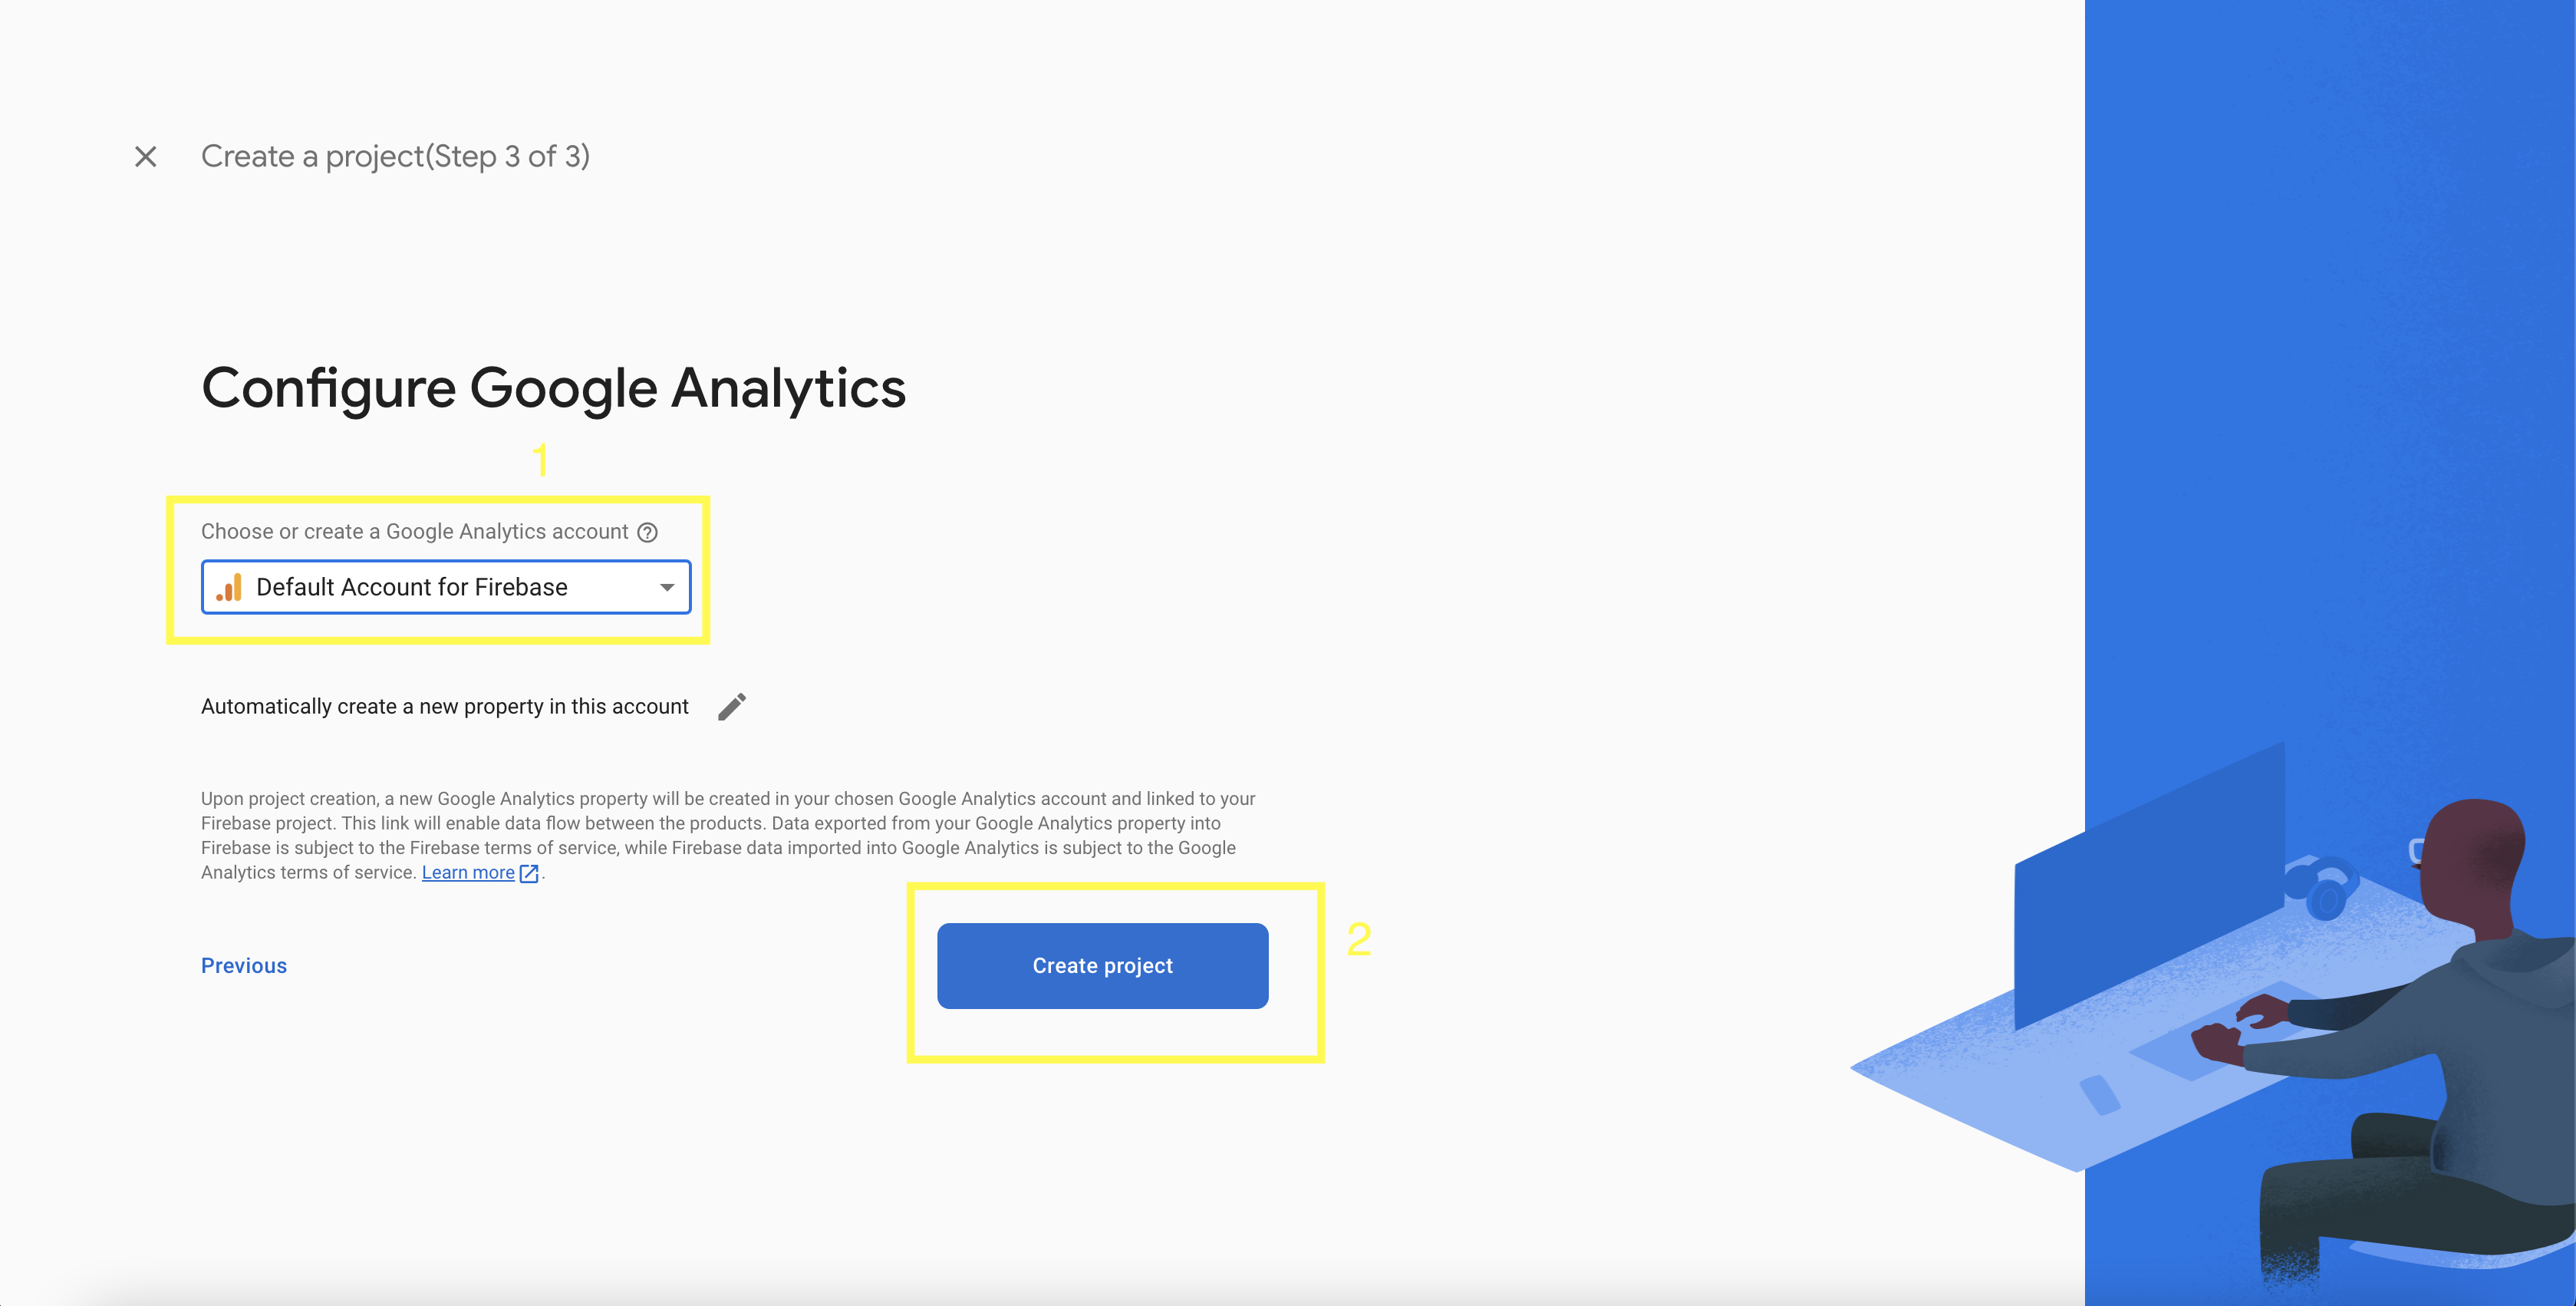 Create a project(Step 3 of 3)
Configure Google Analytics
1
Choose or create a Google Analytics account
Default Account for Firebase
Automatically create a new property in this account
Upon project creation, a new Google Analytics property will be created in your chosen Google Analytics account and linked to your
Firebase project. This link will enable data flow between the products. Data exported from your Google Analytics property into
Firebase is subject to the Firebase terms of service, while Firebase data imported into Google Analytics is subject to the Google
Analytics terms of service. Learn more .
Previous
Create project
2